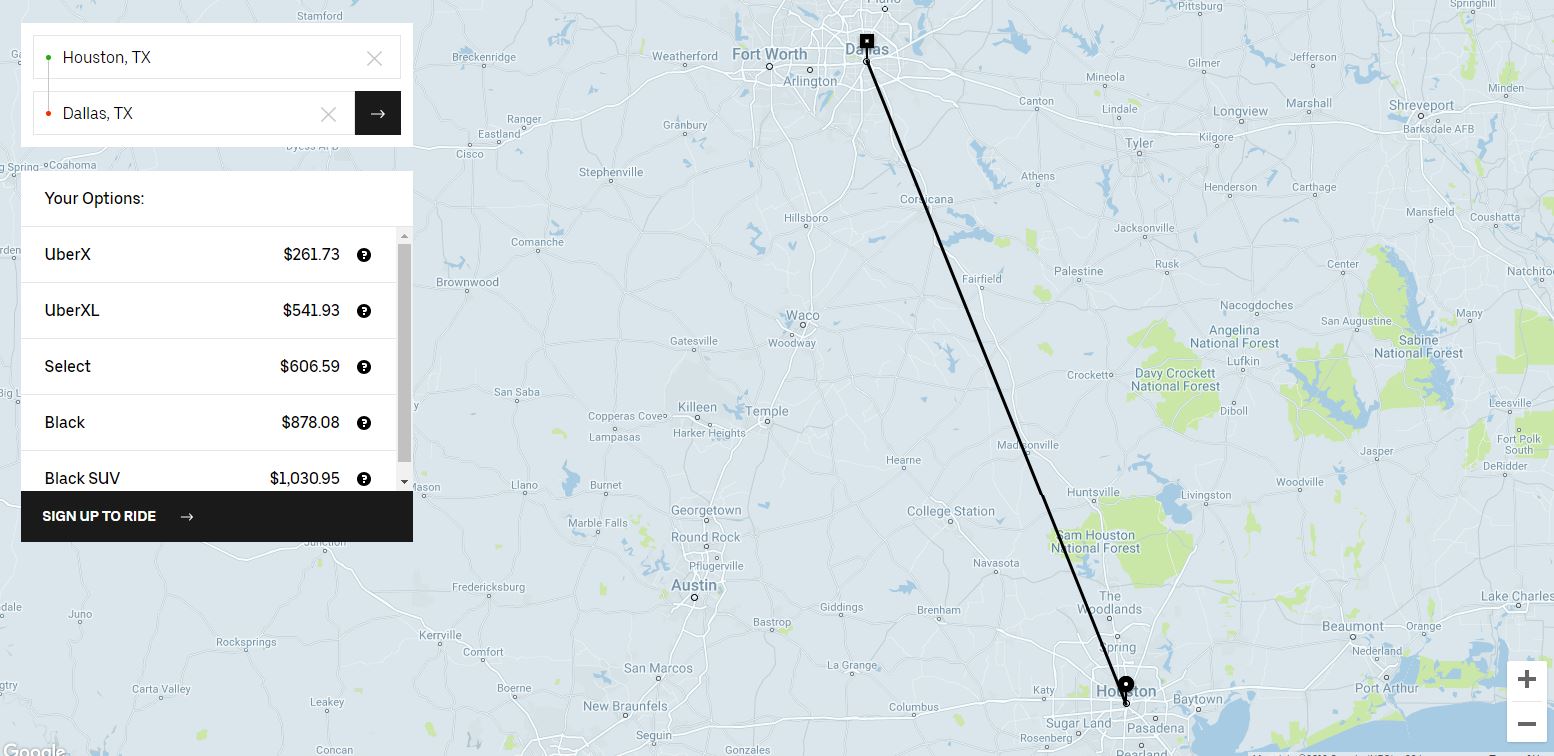 Houston, TX
Dallas, TX
Your Options:
UberX $261.73
UberXL $541.93
Select $606.59
Black $878.08
Black SUV $1,030.95
SIGN UP TO RIDE
Stamford
Pittsburg
Breckenridge
Weatherford
Fort Worth
Dallas
Arlington
Mineola
Gilmer
Jefferson
Minden
Canton
Lindale
Longview
Marshall
Shreveport
Barksdale AFB
Ranger
Eastland
Cisco
Granbury
Tyler
Kilgore
Coahoma
Stephenville
Athens
Henderson
Carthage
Corsicana
Mansfield
Coushatta
Hillsboro
Jacksonville
Comanche
Palestine
Rusk
Center
Brownwood
Fairfield
Nacogdoches
Waco
Woodway
San Augustine
Many
Gatesville
Angelina
National Forest
Lufkin
Sabine
National Forest
Crockett
Davy Crockett
National Forest
San Saba
Copperas Cove
Killeen
Temple
Diboll
Leesville
Lampasas
Harker Heights
Madisonville
Fort Polk
South
Jasper
Hearne
DeRidder
Mason
Llano
Burnet
Huntsville
Livingston
Woodville
Georgetown
College Station
Marble Falls
Round Rock
Sam Houston
National Forest
Junction
Pflugerville
Navasota
Fredericksburg
Austin
The
Woodlands
Lake Charles
Juno
Giddings
Brenham
Bastrop
Beaumont
Orange
Rocksprings
Kerrville
Comfort
Spring
Nederland
San Marcos
La Grange
Carta Valley
Boerne
Katy
Houston
Baytown
Port Arthur
Leakey
New Braunfels
Columbus
Sugar Land
Pasadena
Seguin
Rosenberg
Concan
Gonzales
Pearland
Google